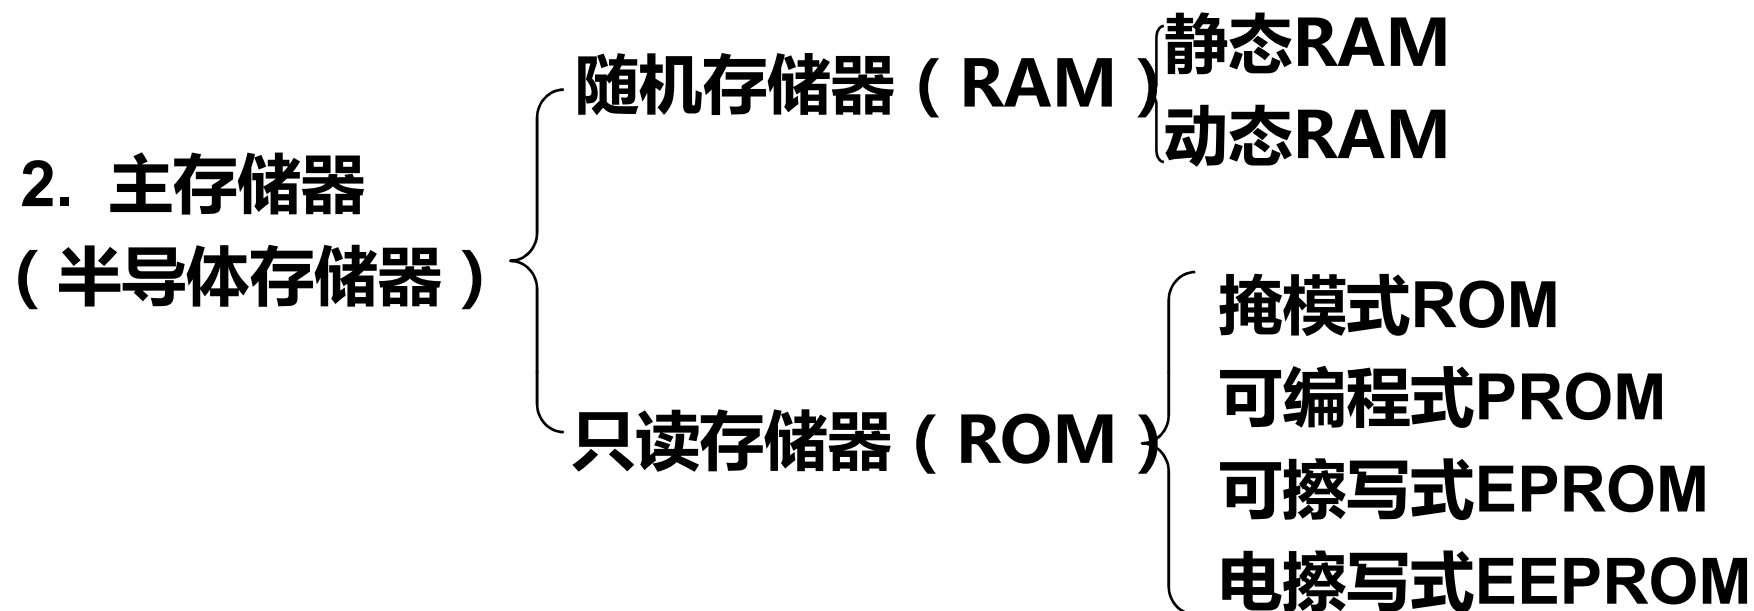 2. 主存储器
（半导体存储器）
随机存储器（RAM）
静态RAM
动态RAM
只读存储器（ROM）
掩模式ROM
可编程式PROM
可擦写式EPROM
电擦写式EEPROM